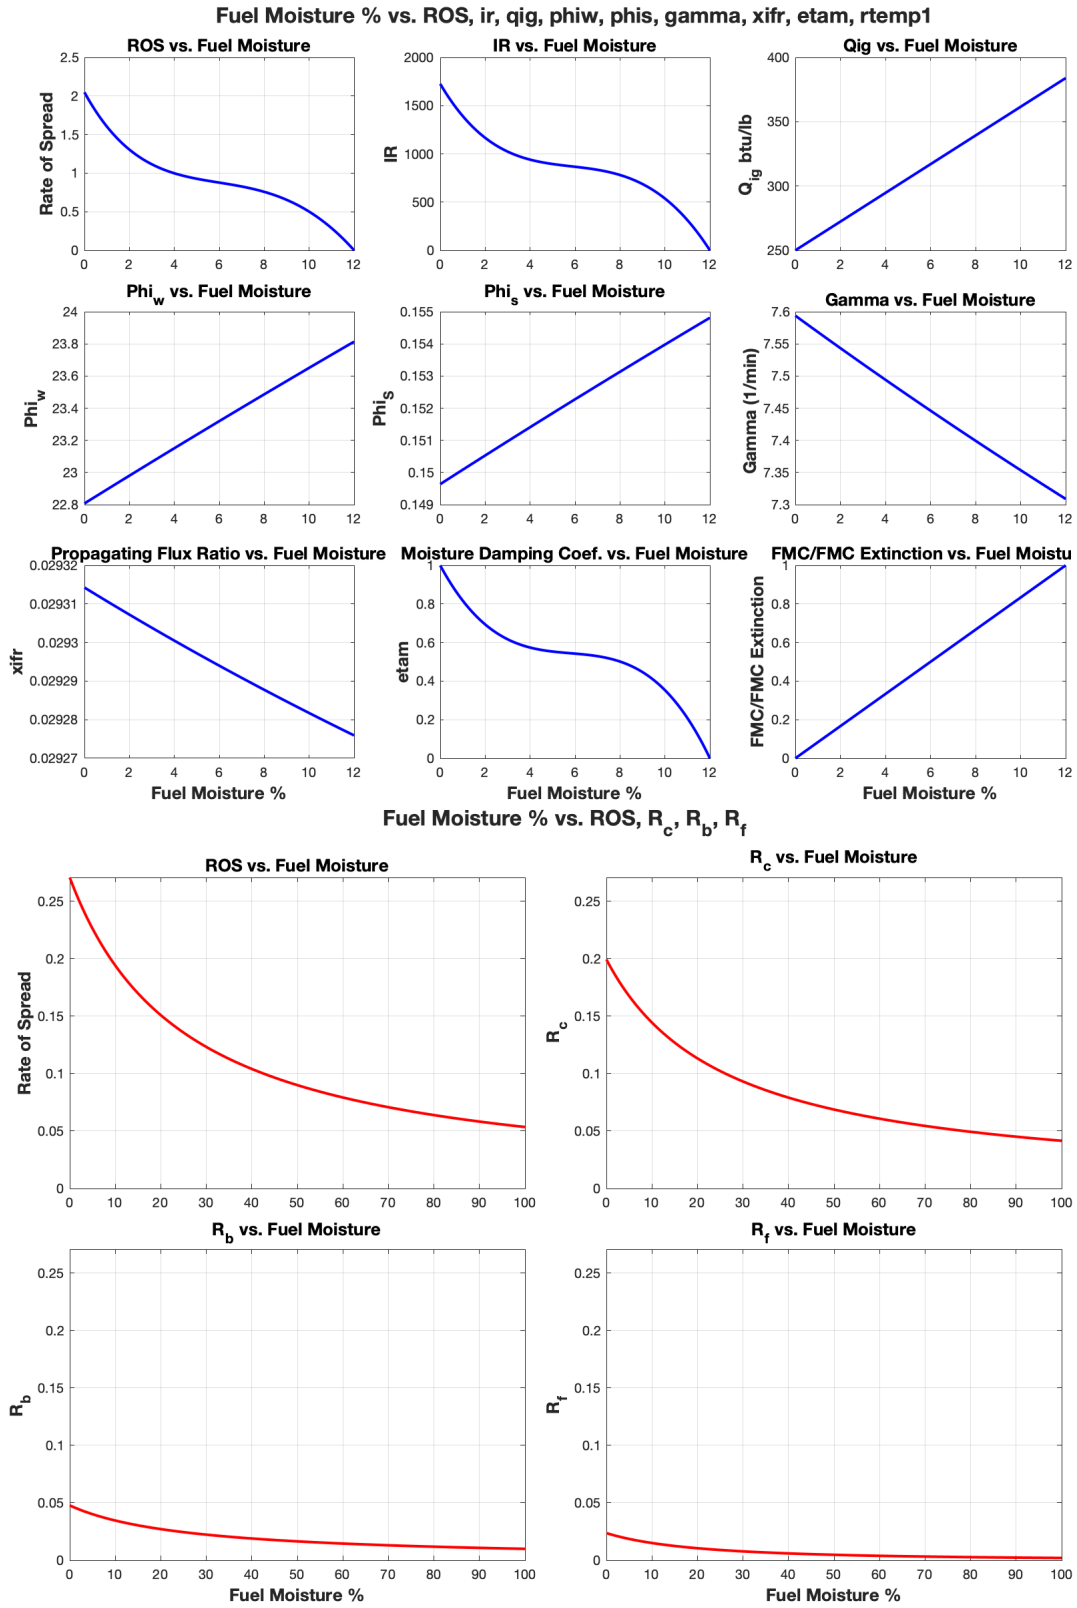 Fuel Moisture % vs. ROS, ir, qig, phiw, phis, gamma, xifr, etam, rtemp1
ROS vs. Fuel Moisture
Rate of Spread
2.5
2
1.5
1
0.5
0
0 2 4 6 8 10 12
IR vs. Fuel Moisture
IR
2000
1500
1000
500
0
0 2 4 6 8 10 12
Qig vs. Fuel Moisture
Q_ig btu/lb
400
350
300
250
0 2 4 6 8 10 12
Phi_w vs. Fuel Moisture
Phi_w
24
23.8
23.6
23.4
23.2
23
22.8
0 2 4 6 8 10 12
Phi_s vs. Fuel Moisture
Phi_S
0.155
0.154
0.153
0.152
0.151
0.15
0.149
0 2 4 6 8 10 12
Gamma vs. Fuel Moisture
Gamma (1/min)
7.6
7.55
7.5
7.45
7.4
7.35
7.3
0 2 4 6 8 10 12
Propagating Flux Ratio vs. Fuel Moisture
xifr
0.02932
0.02931
0.0293
0.02929
0.02928
0.02927
0 2 4 6 8 10 12
Fuel Moisture %
Moisture Damping Coef. vs. Fuel Moisture
etam
1
0.8
0.6
0.4
0.2
0
0 2 4 6 8 10 12
Fuel Moisture %
FMC/FMC Extinction vs. Fuel Moistu
FMC/FMC Extinction
1
0.8
0.6
0.4
0.2
0
0 2 4 6 8 10 12
Fuel Moisture %
Fuel Moisture % vs. ROS, R_c, R_b, R_f
ROS vs. Fuel Moisture
Rate of Spread
0.25
0.2
0.15
0.1
0.05
0
0 10 20 30 40 50 60 70 80 90 100
R_c vs. Fuel Moisture
R_c
0.25
0.2
0.15
0.1
0.05
0
0 10 20 30 40 50 60 70 80 90 100
R_b vs. Fuel Moisture
R_b
0.25
0.2
0.15
0.1
0.05
0
0 10 20 30 40 50 60 70 80 90 100
Fuel Moisture %
R_f vs. Fuel Moisture
R_f
0.25
0.2
0.15
0.1
0.05
0
0 10 20 30 40 50 60 70 80 90 100
Fuel Moisture %